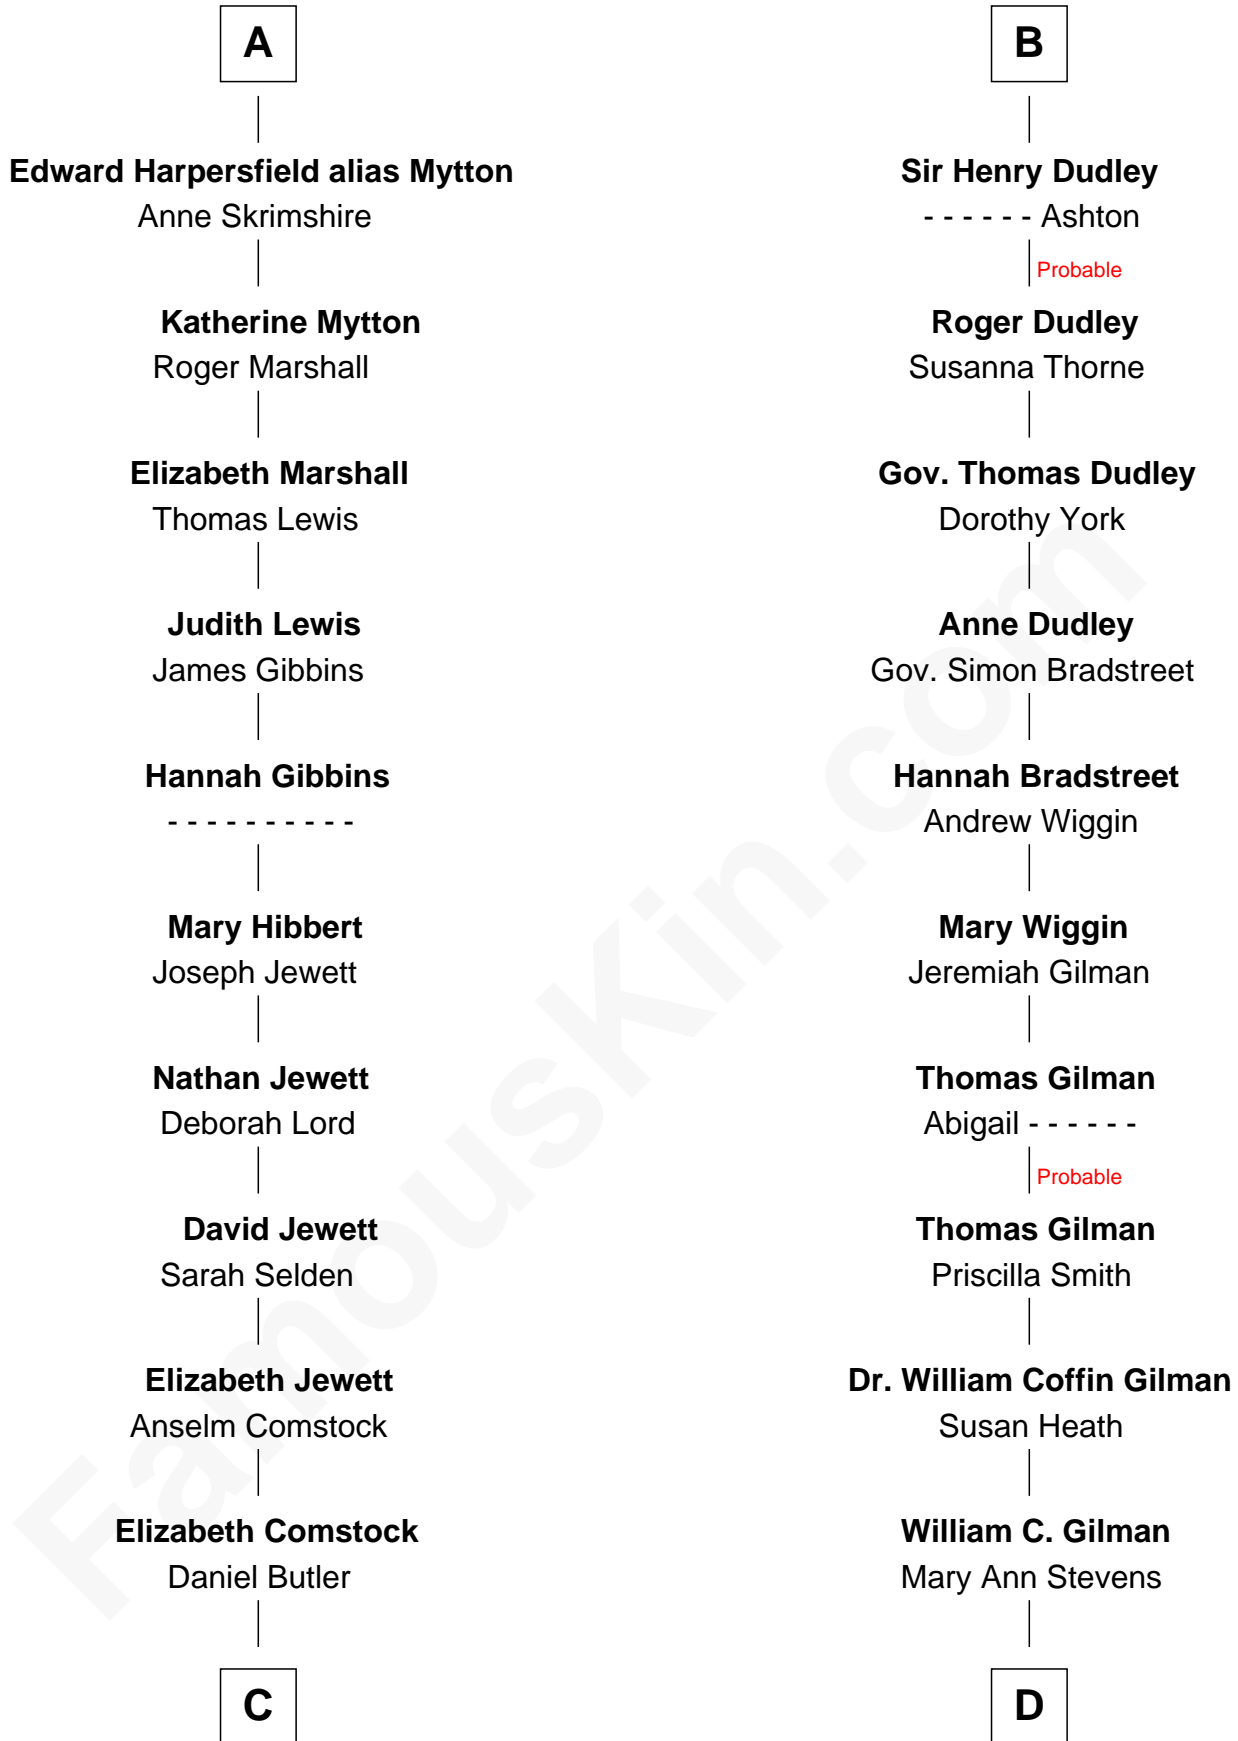 A
Edward Harpersfield alias Mytton
Anne Skrimshire
Katherine Mytton
Roger Marshall
Elizabeth Marshall
Thomas Lewis
Judith Lewis
James Gibbins
Hannah Gibbins
- - - - - - - - - -
Mary Hibbert
Joseph Jewett
Nathan Jewett
Deborah Lord
David Jewett
Sarah Selden
Elizabeth Jewett
Anselm Comstock
Elizabeth Comstock
Daniel Butler
C
B
Sir Henry Dudley
- - - - - - Ashton
Probable
Roger Dudley
Susanna Thorne
Gov. Thomas Dudley
Dorothy York
Anne Dudley
Gov. Simon Bradstreet
Hannah Bradstreet
Andrew Wiggin
Mary Wiggin
Jeremiah Gilman
Thomas Gilman
Abigail - - - - - -
Probable
Thomas Gilman
Priscilla Smith
Dr. William Coffin Gilman
Susan Heath
William C. Gilman
Mary Ann Stevens
D
FamousKin.com